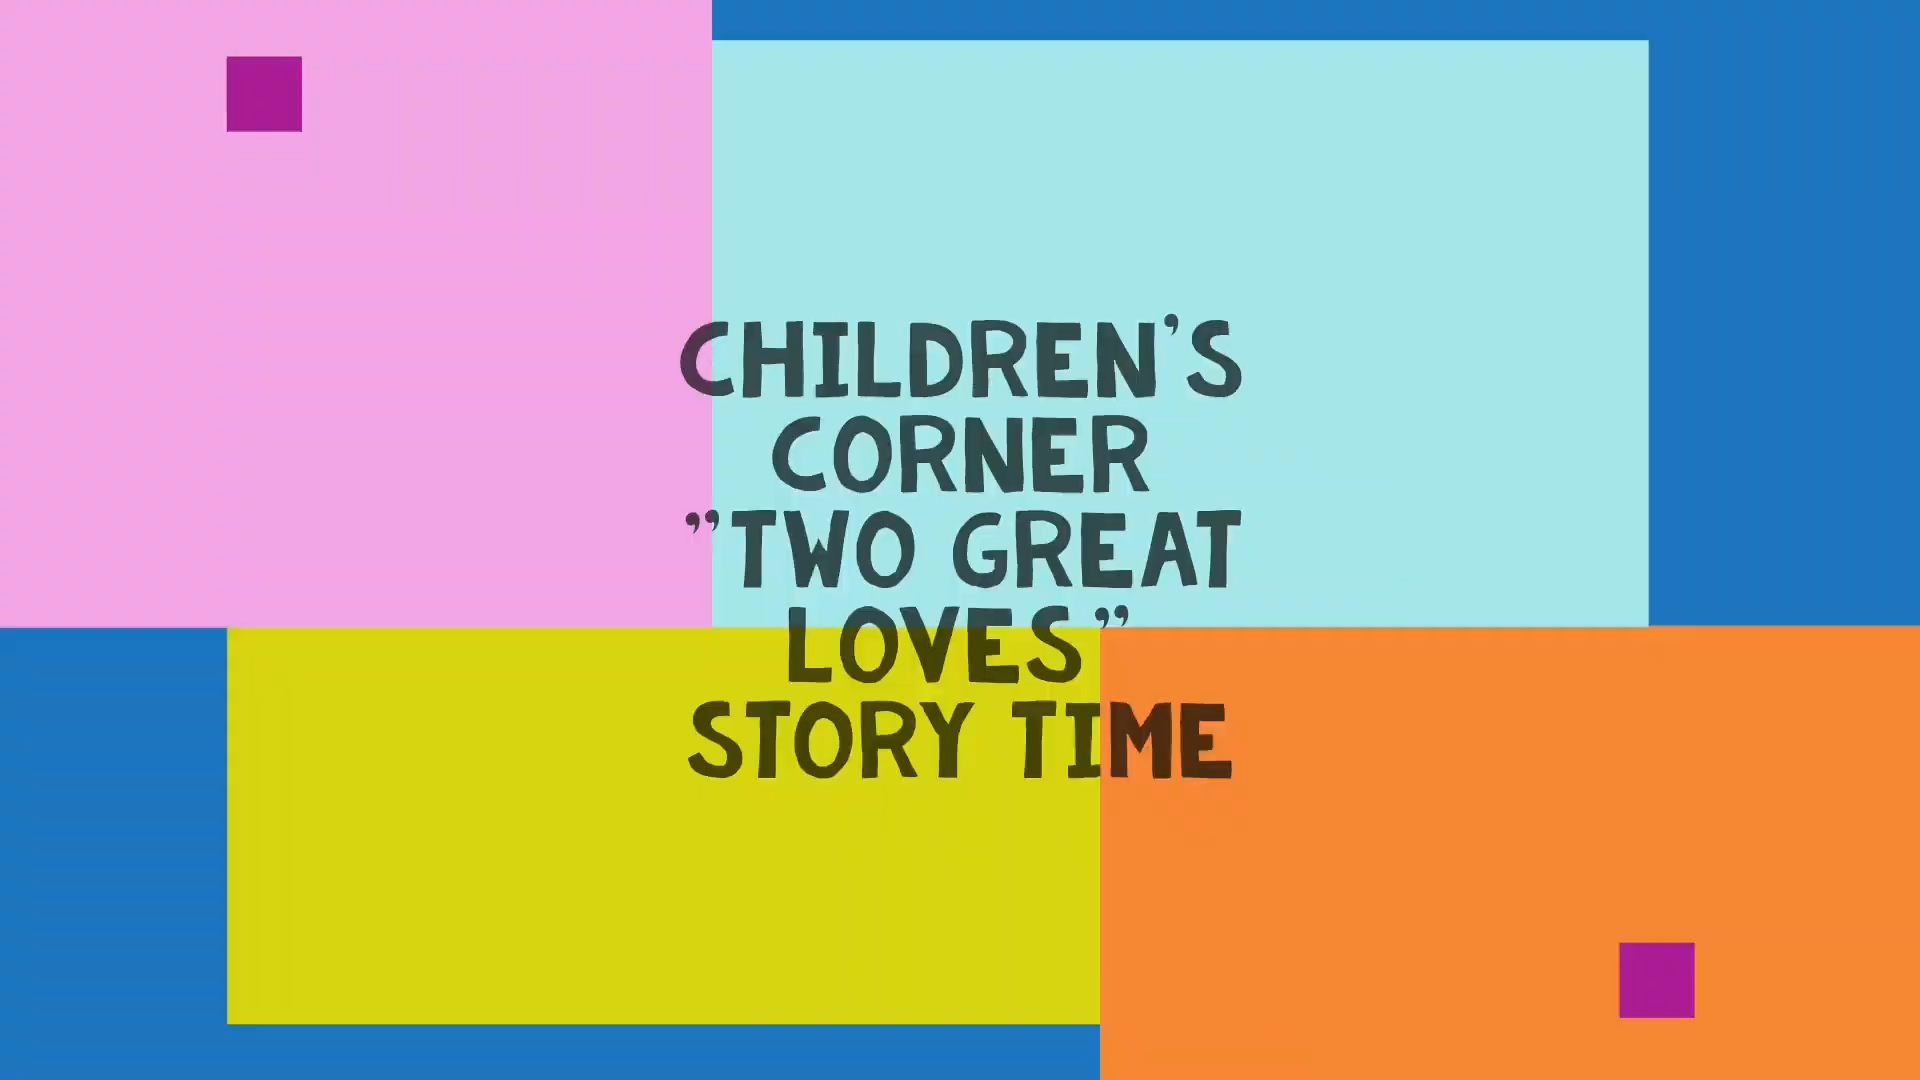 CHILDREN’S
CORNER
”TWO GREAT
LOVES”
STORY TIME